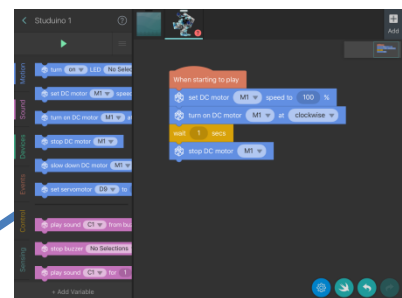 Studuino 1
Add
Motion
turn on LED No Selec
set DC motor M1 speed
turn on DC motor M1 a
stop DC motor M1
slow down DC motor M1
set servomotor D9 to
Sound
Devices
Events
Control
Sensing
play sound C1 from buz
stop buzzer No Selections
play sound C1 for 1
+ Add Variable
When starting to play
set DC motor M1 speed to 100 %
turn on DC motor M1 at clockwise
wait 1 secs
stop DC motor M1